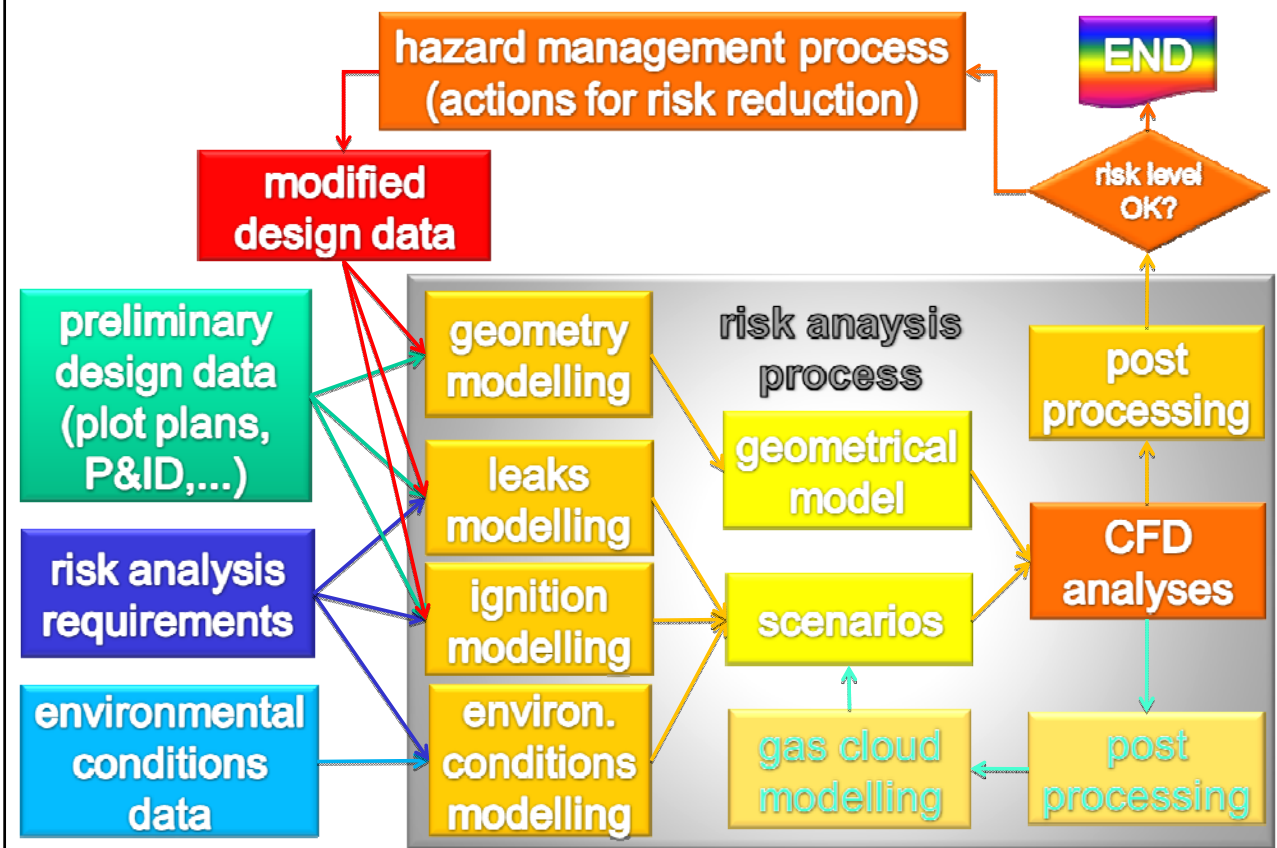 hazard management process
(actions for risk reduction)
END
risk level
OK?
modified
design data
preliminary
design data
(plot plans,
P&ID,...)
risk analysis
requirements
environmental
conditions
data
geometry
modelling
leaks
modelling
ignition
modelling
environ.
conditions
modelling
risk anaysis
process
geometrical
model
scenarios
gas cloud
modelling
post
processing
CFD
analyses
post
processing